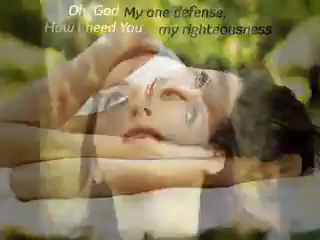 Oh, God
How I need You
My one defense,
my righteousness